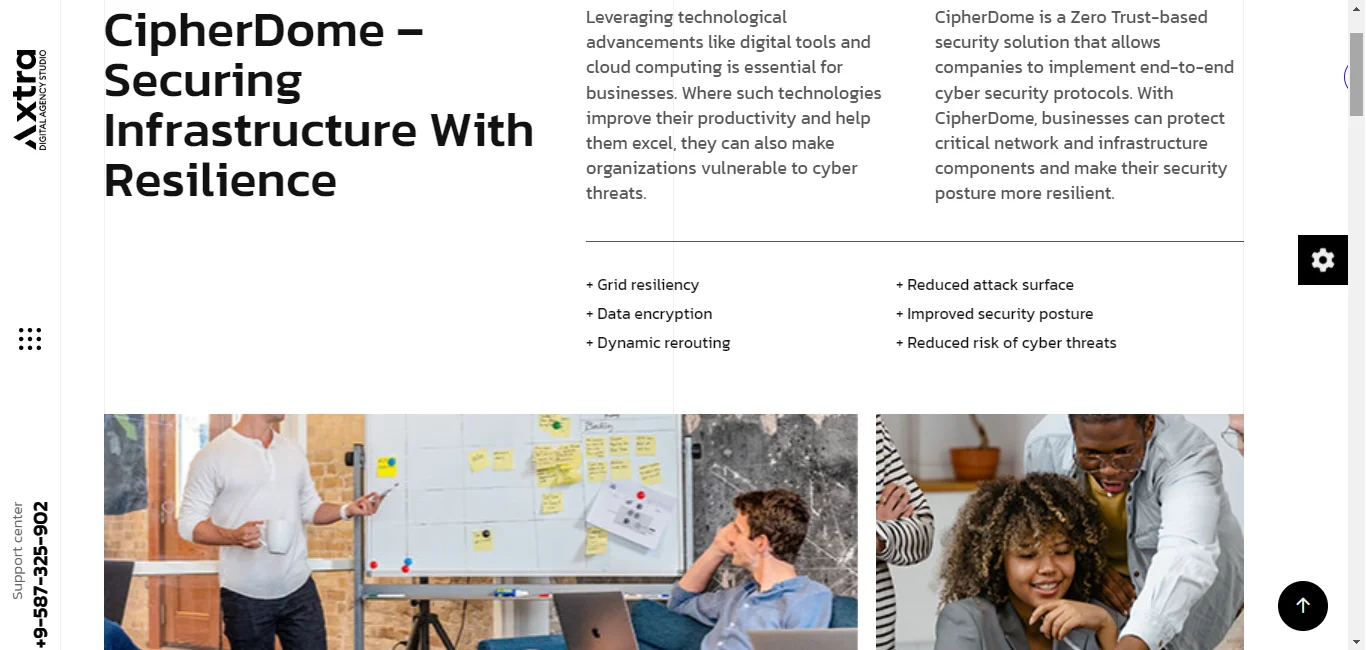 Axtra
DIGITAL AGENCY STUDIO
Support center
+9-587-325-902
CipherDome –
Securing
Infrastructure With
Resilience
Leveraging technological
advancements like digital tools and
cloud computing is essential for
businesses. Where such technologies
improve their productivity and help
them excel, they can also make
organizations vulnerable to cyber
threats.
CipherDome is a Zero Trust-based
security solution that allows
companies to implement end-to-end
cyber security protocols. With
CipherDome, businesses can protect
critical network and infrastructure
components and make their security
posture more resilient.
+ Grid resiliency
+ Data encryption
+ Dynamic rerouting
+ Reduced attack surface
+ Improved security posture
+ Reduced risk of cyber threats